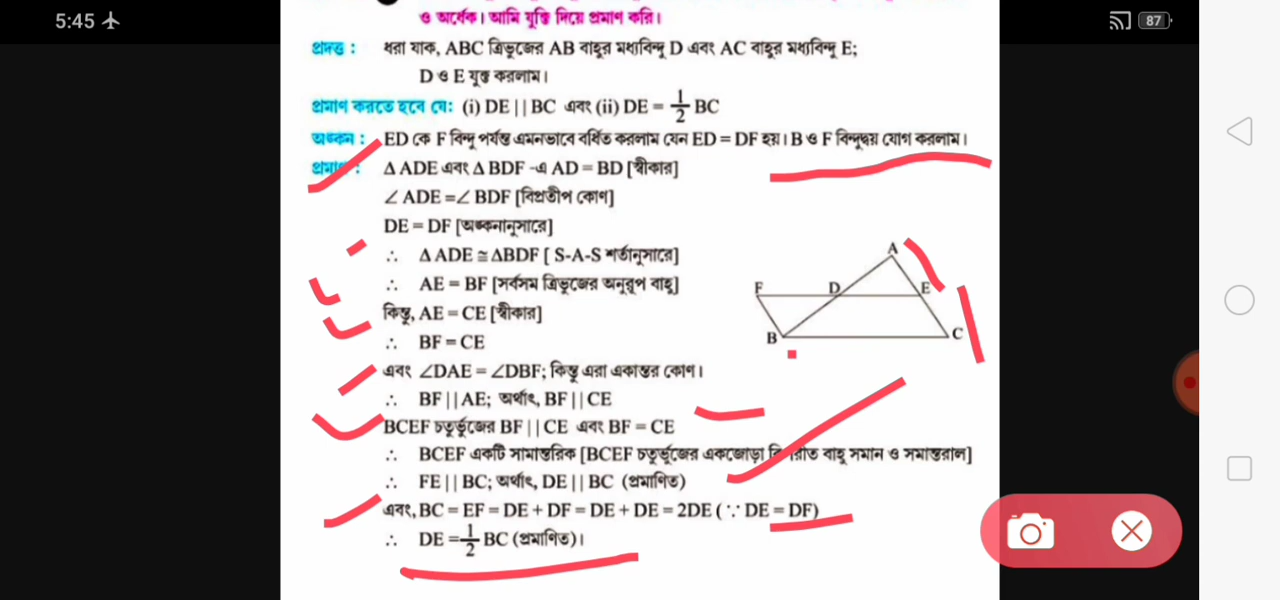 5:45
87
ও অর্ধেক। আমি যুক্তি দিয়ে প্রমাণ করি।
প্রদত্ত : ধরা যাক, ABC ত্রিভুজের AB বাহুর মধ্যবিন্দু D এবং AC বাহুর মধ্যবিন্দু E;
D ও E যুক্ত করলাম।
প্রমাণ করতে হবে যে: (i) DE || BC এবং (ii) DE = 1/2 BC
অঙ্কন : ED কে F বিন্দু পর্যন্ত এমনভাবে বর্ধিত করলাম যেন ED = DF হয়। B ও F বিন্দুদ্বয় যোগ করলাম।
প্রমাণ : Δ ADE এবং Δ BDF -এ AD = BD [স্বীকার]
∠ ADE =∠ BDF [বিপ্রতীপ কোণ]
DE = DF [অঙ্কনানুসারে]
∴ Δ ADE ≅ ΔBDF [ S-A-S শর্তানুসারে]
∴ AE = BF [সর্বসম ত্রিভুজের অনুরূপ বাহু]
কিন্তু, AE = CE [স্বীকার]
∴ BF = CE
এবং ∠DAE = ∠DBF; কিন্তু এরা একান্তর কোণ।
∴ BF || AE; অর্থাৎ, BF || CE
BCEF চতুর্ভুজের BF || CE এবং BF = CE
∴ BCEF একটি সামান্তরিক [BCEF চতুর্ভুজের একজোড়া বাহু সমান ও সমান্তরাল]
∴ FE || BC; অর্থাৎ, DE || BC (প্রমাণিত)
এবং, BC = EF = DE + DF = DE + DE = 2DE (∵ DE = DF)
∴ DE = 1/2 BC (প্রমাণিত)।
A
F D E
B C